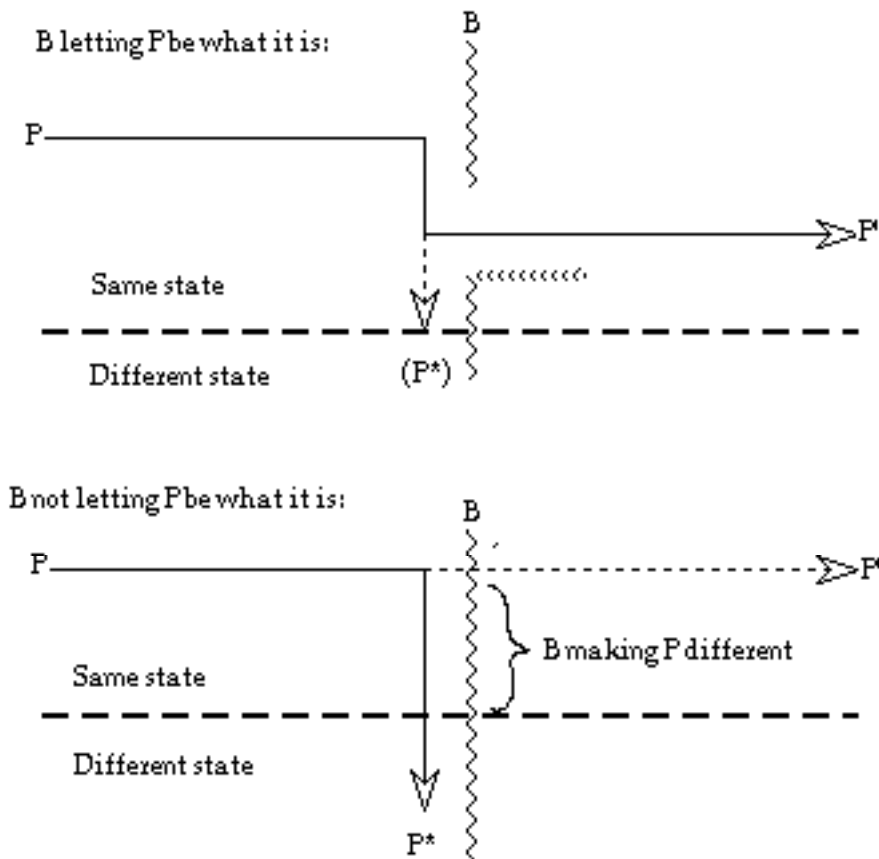 B
B letting P be what it is:
P
P'
Same state
Different state
(P*)
B not letting P be what it is:
B
P
P'
B making P different
Same state
Different state
P*